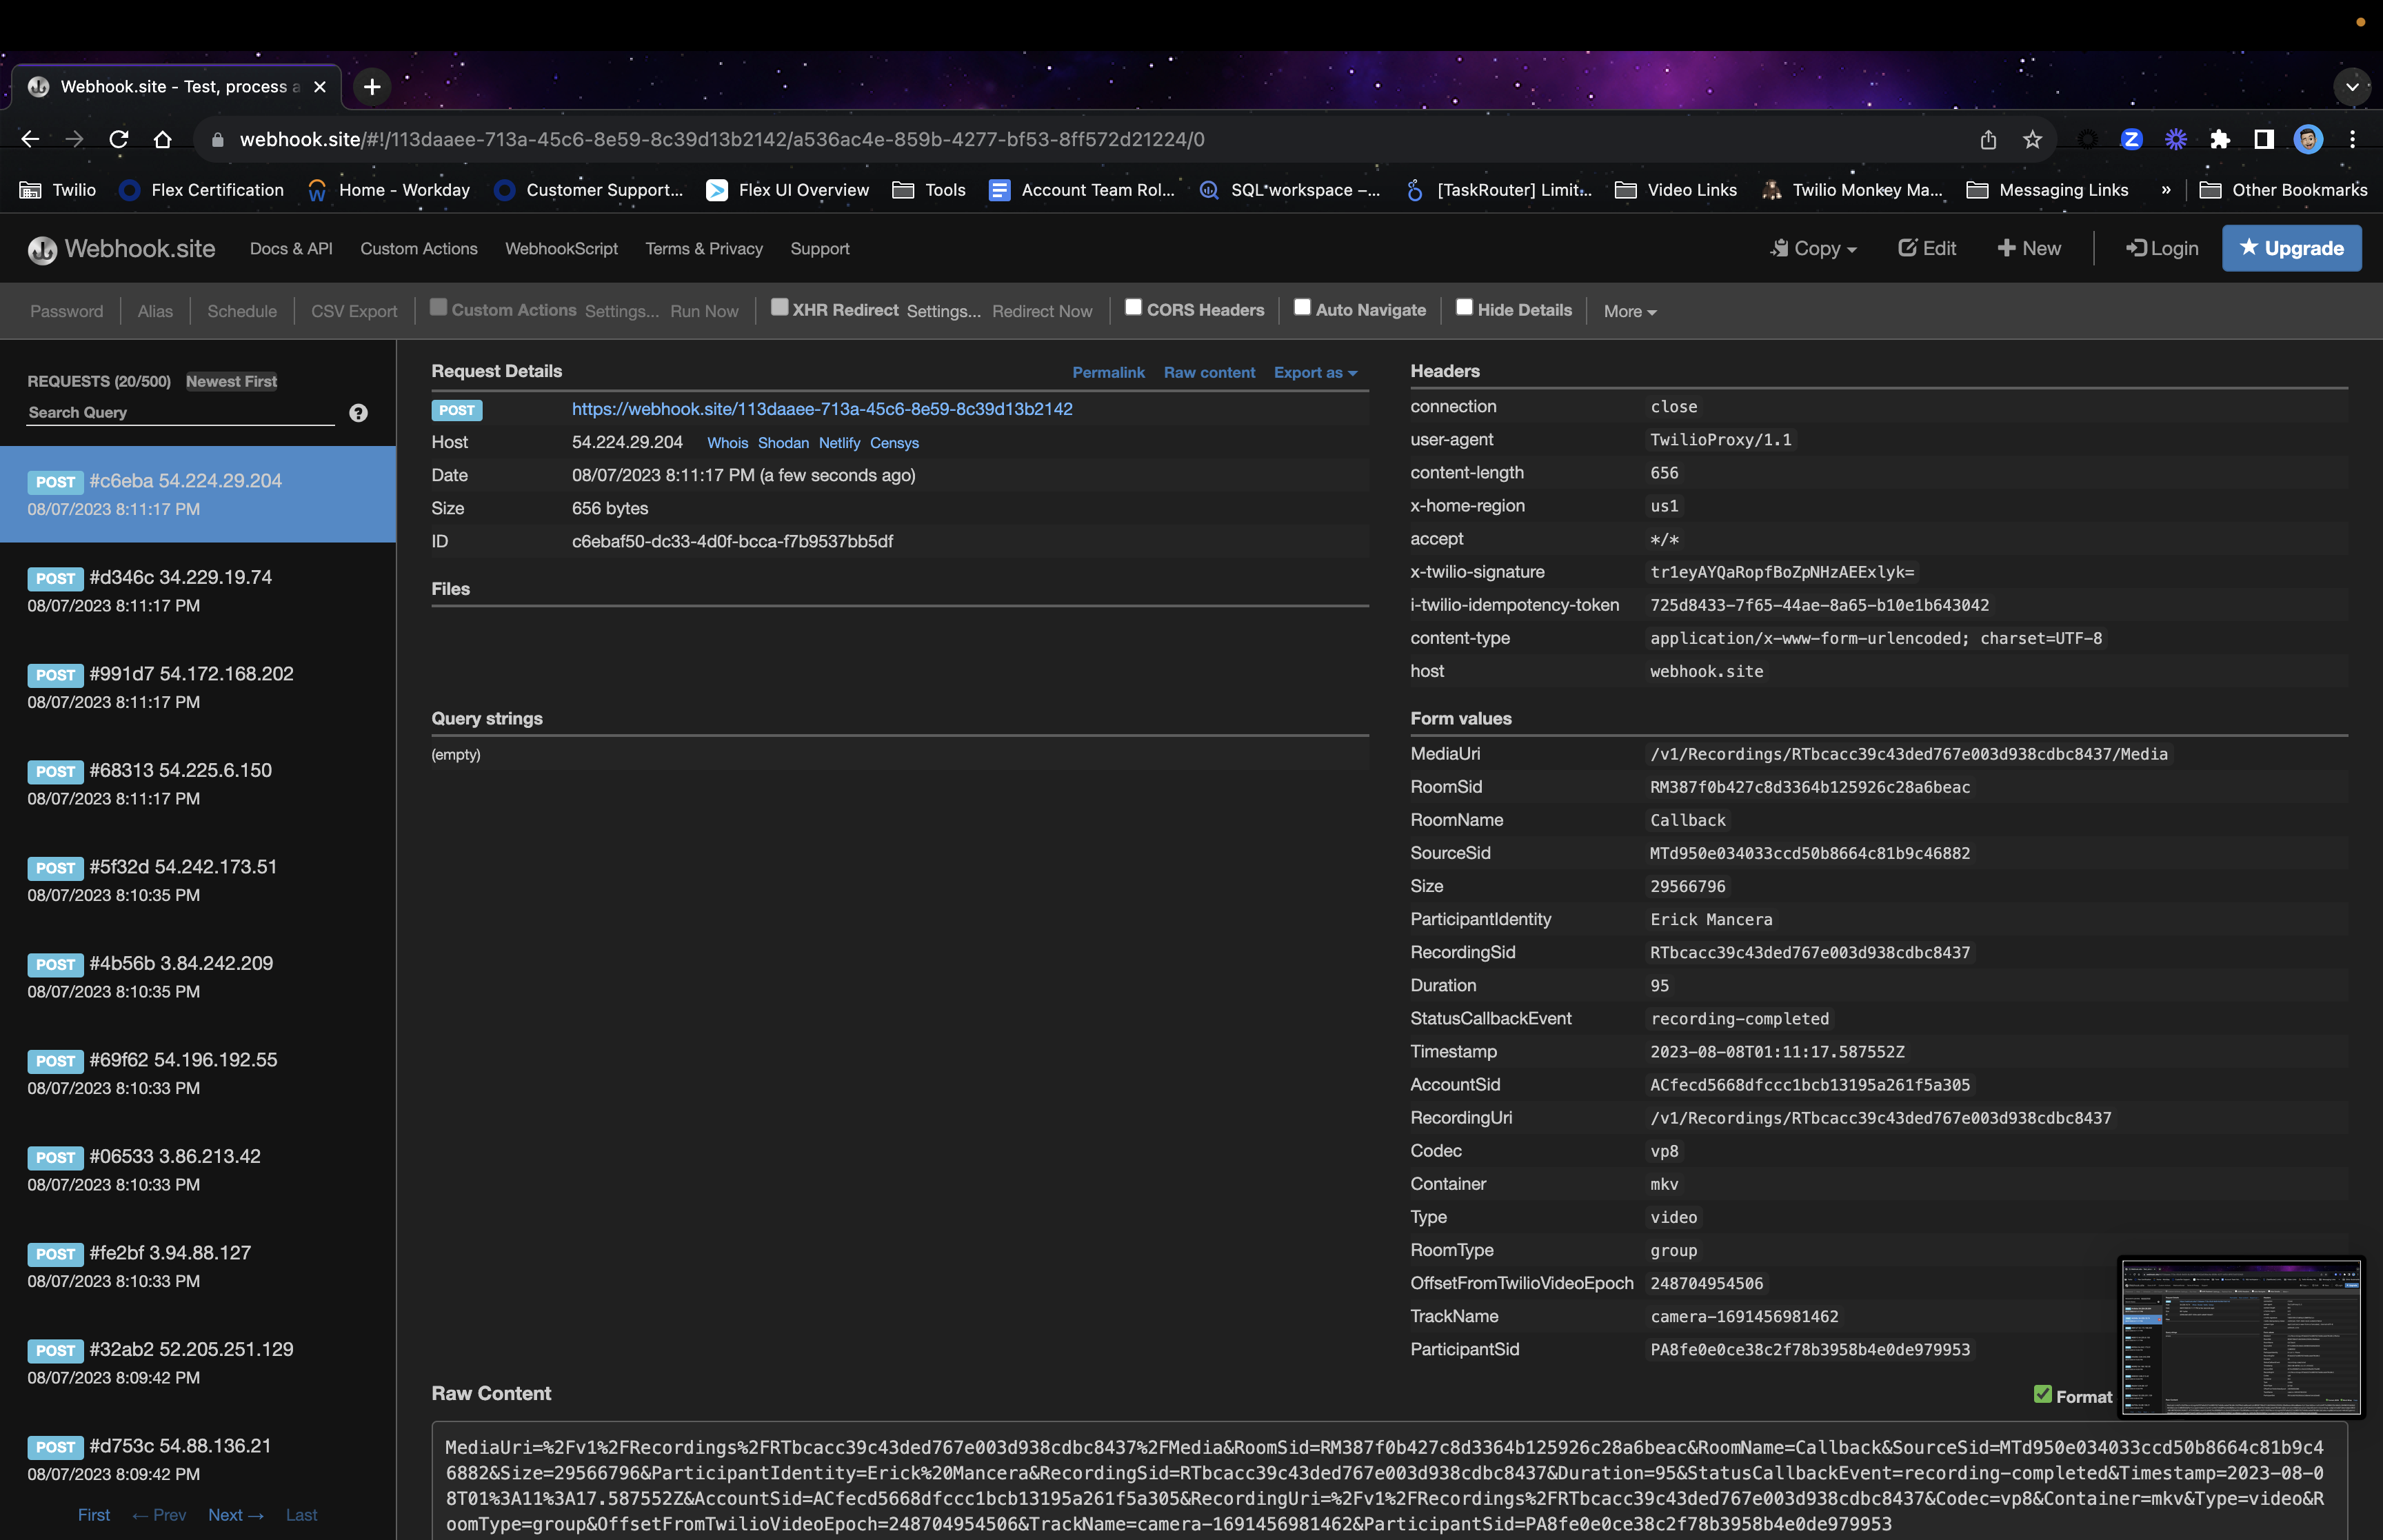 Webhook.site - Test, process a
webhook.site/#!/113daaee-713a-45c6-8e59-8c39d13b2142/a536ac4e-859b-4277-bf53-8ff572d21224/0
Twilio Flex Certification Home - Workday Customer Support... Flex UI Overview Tools Account Team Rol... SQL*workspace –... [TaskRouter] Limit... Video Links Twilio Monkey Ma... Messaging Links » Other Bookmarks
Webhook.site Docs & API Custom Actions WebhookScript Terms & Privacy Support Copy Edit New Login Upgrade
Password Alias Schedule CSV Export Custom Actions Settings... Run Now XHR Redirect Settings... Redirect Now CORS Headers Auto Navigate Hide Details More
REQUESTS (20/500) Newest First
Search Query
POST #c6eba 54.224.29.204
08/07/2023 8:11:17 PM
POST #d346c 34.229.19.74
08/07/2023 8:11:17 PM
POST #991d7 54.172.168.202
08/07/2023 8:11:17 PM
POST #68313 54.225.6.150
08/07/2023 8:11:17 PM
POST #5f32d 54.242.173.51
08/07/2023 8:10:35 PM
POST #4b56b 3.84.242.209
08/07/2023 8:10:35 PM
POST #69f62 54.196.192.55
08/07/2023 8:10:33 PM
POST #06533 3.86.213.42
08/07/2023 8:10:33 PM
POST #fe2bf 3.94.88.127
08/07/2023 8:10:33 PM
POST #32ab2 52.205.251.129
08/07/2023 8:09:42 PM
POST #d753c 54.88.136.21
08/07/2023 8:09:42 PM
First ← Prev Next → Last
Request Details Permalink Raw content Export as
POST https://webhook.site/113daaee-713a-45c6-8e59-8c39d13b2142
Host 54.224.29.204 Whois Shodan Netlify Censys
Date 08/07/2023 8:11:17 PM (a few seconds ago)
Size 656 bytes
ID c6ebaf50-dc33-4d0f-bcca-f7b9537bb5df
Files
Query strings
(empty)
Headers
connection close
user-agent TwilioProxy/1.1
content-length 656
x-home-region us1
accept */*
x-twilio-signature tr1eyAYQaRopfBoZpNHzAEExlyk=
i-twilio-idempotency-token 725d8433-7f65-44ae-8a65-b10e1b643042
content-type application/x-www-form-urlencoded; charset=UTF-8
host webhook.site
Form values
MediaUri /v1/Recordings/RTbcacc39c43ded767e003d938cdbc8437/Media
RoomSid RM387f0b427c8d3364b125926c28a6beac
RoomName Callback
SourceSid MTd950e034033ccd50b8664c81b9c46882
Size 29566796
ParticipantIdentity Erick Mancera
RecordingSid RTbcacc39c43ded767e003d938cdbc8437
Duration 95
StatusCallbackEvent recording-completed
Timestamp 2023-08-08T01:11:17.587552Z
AccountSid ACfecd5668dfccc1bcb13195a261f5a305
RecordingUri /v1/Recordings/RTbcacc39c43ded767e003d938cdbc8437
Codec vp8
Container mkv
Type video
RoomType group
OffsetFromTwilioVideoEpoch 248704954506
TrackName camera-1691456981462
ParticipantSid PA8fe0e0ce38c2f78b3958b4e0de979953
Raw Content Format
MediaUri=%2Fv1%2FRecordings%2FRTbcacc39c43ded767e003d938cdbc8437%2FMedia&RoomSid=RM387f0b427c8d3364b125926c28a6beac&RoomName=Callback&SourceSid=MTd950e034033ccd50b8664c81b9c4
6882&Size=29566796&ParticipantIdentity=Erick%20Mancera&RecordingSid=RTbcacc39c43ded767e003d938cdbc8437&Duration=95&StatusCallbackEvent=recording-completed&Timestamp=2023-08-0
8T01%3A11%3A17.587552Z&AccountSid=ACfecd5668dfccc1bcb13195a261f5a305&RecordingUri=%2Fv1%2FRecordings%2FRTbcacc39c43ded767e003d938cdbc8437&Codec=vp8&Container=mkv&Type=video&R
oomType=group&OffsetFromTwilioVideoEpoch=248704954506&TrackName=camera-1691456981462&ParticipantSid=PA8fe0e0ce38c2f78b3958b4e0de979953